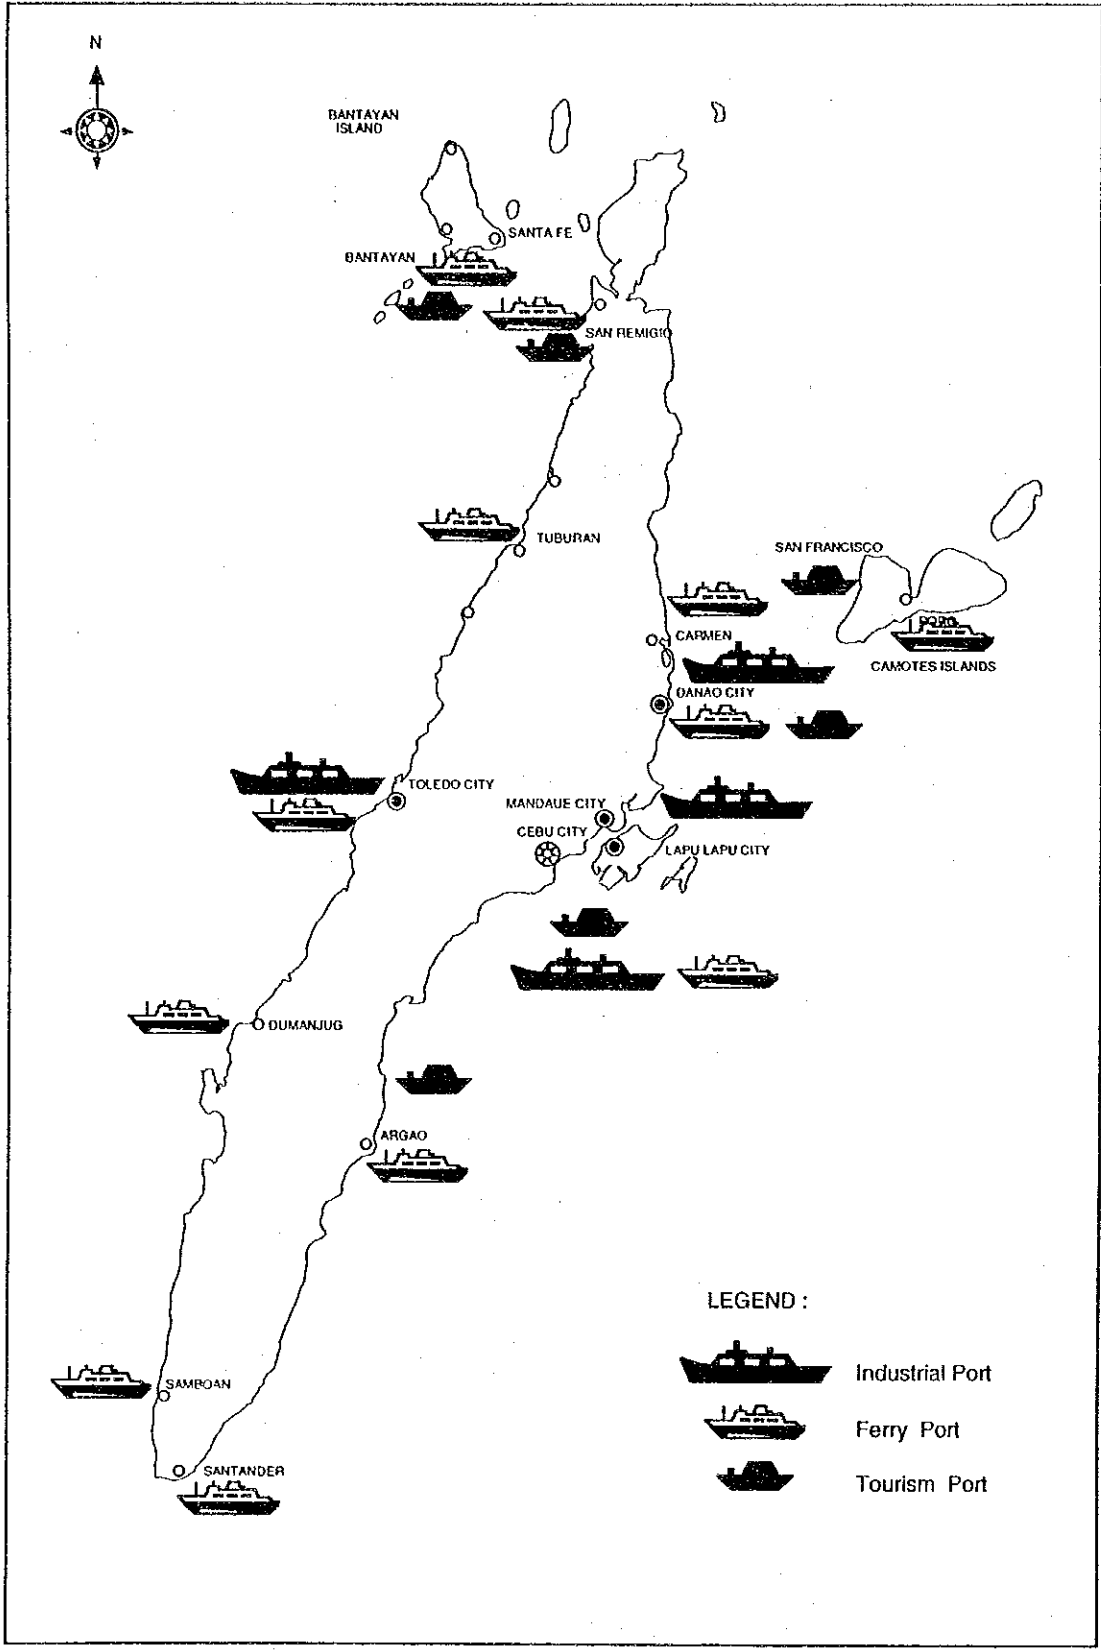 N
BANTAYAN
ISLAND
SANTA FE
BANTAYAN
SAN REMIGIO
TUBURAN
SAN FRANCISCO
CARMEN
PORO
CAMOTES ISLANDS
DANAO CITY
TOLEDO CITY
MANDAUE CITY
CEBU CITY
LAPU LAPU CITY
DUMANJUG
ARGAO
SAMBOAN
SANTANDER
LEGEND :
Industrial Port
Ferry Port
Tourism Port